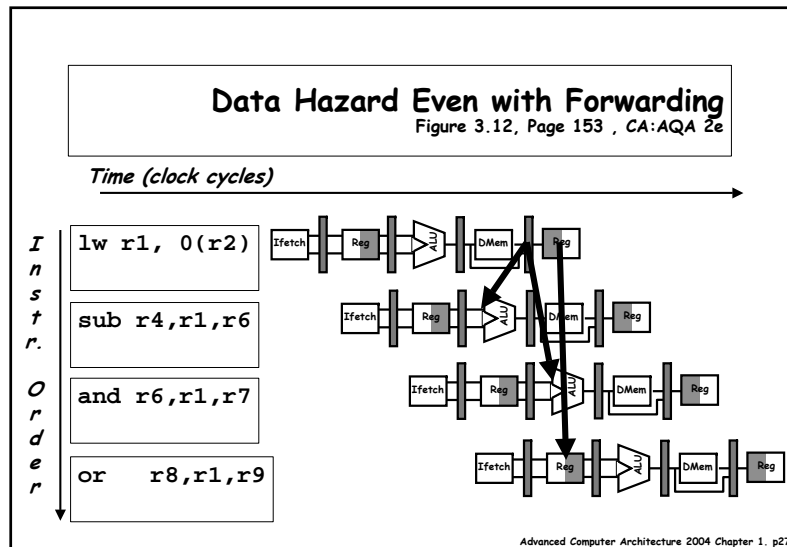 Data Hazard Even with Forwarding
Figure 3.12, Page 153 , CA:AQA 2e
Time (clock cycles)
Instr. Order
lw r1, 0(r2)
Ifetch Reg ALU DMem Reg
sub r4,r1,r6
Ifetch Reg ALU DMem Reg
and r6,r1,r7
Ifetch Reg ALU DMem Reg
or r8,r1,r9
Ifetch Reg ALU DMem Reg
Advanced Computer Architecture 2004 Chapter 1. p27